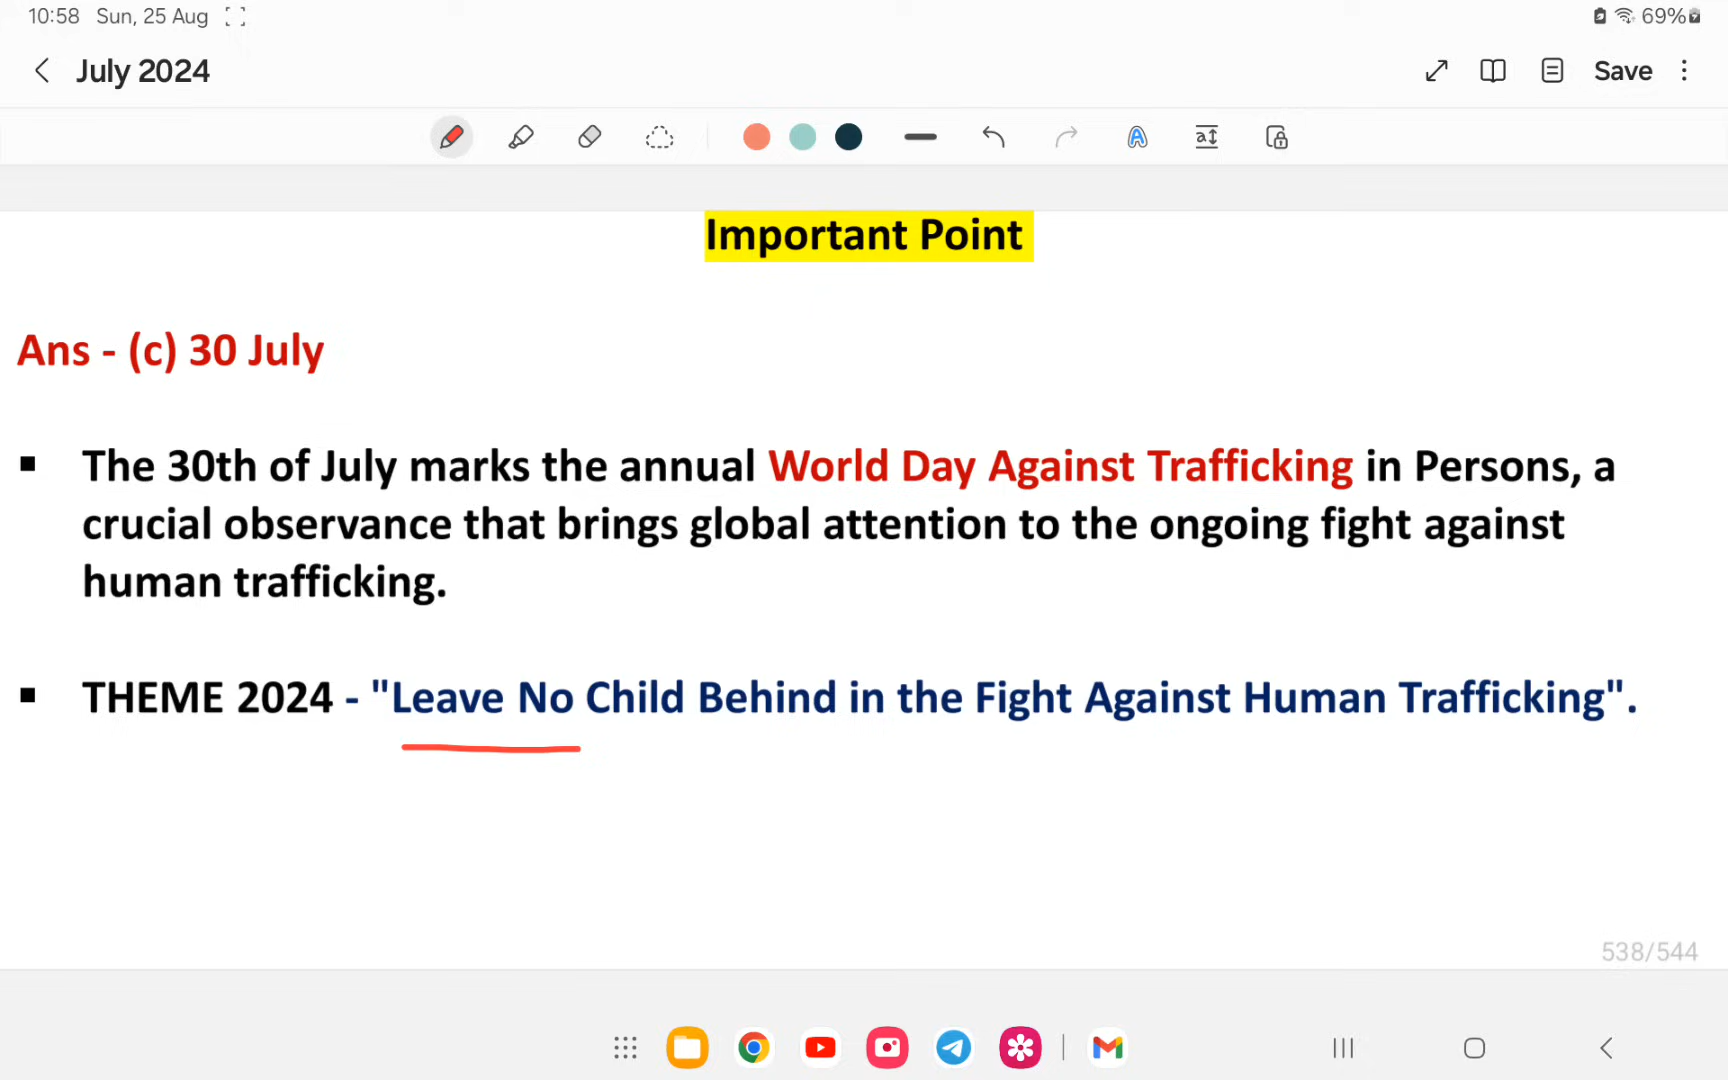 10:58 Sun, 25 Aug 69%
July 2024 Save
Important Point
Ans - (c) 30 July
▪ The 30th of July marks the annual World Day Against Trafficking in Persons, a
crucial observance that brings global attention to the ongoing fight against
human trafficking.
▪ THEME 2024 - "Leave No Child Behind in the Fight Against Human Trafficking".
538/544